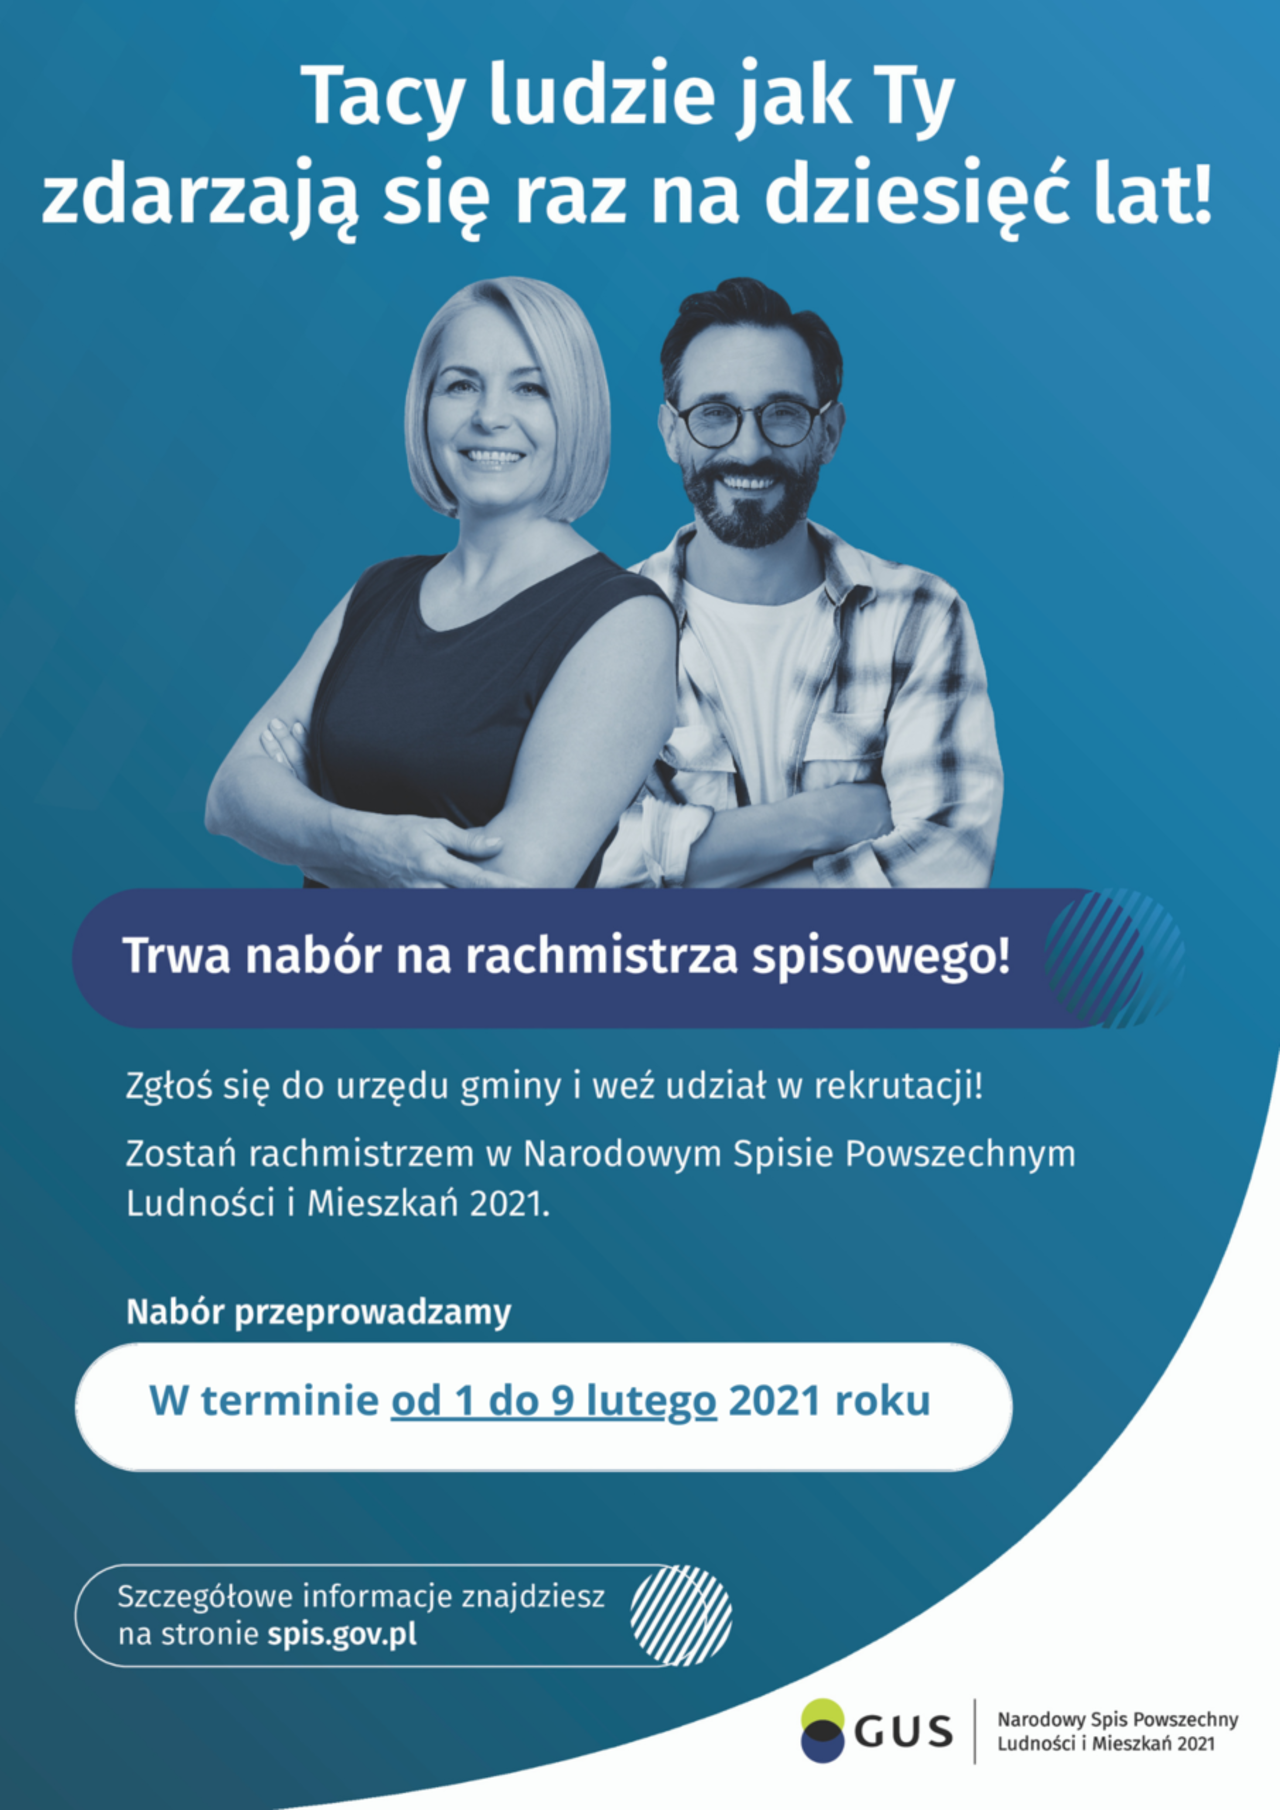 Tacy ludzie jak Ty
zdarzają się raz na dziesięć lat!
Trwa nabór na rachmistrza spisowego!
Zgłoś się do urzędu gminy i weź udział w rekrutacji!
Zostań rachmistrzem w Narodowym Spisie Powszechnym
Ludności i Mieszkań 2021.
Nabór przeprowadzamy
W terminie od 1 do 9 lutego 2021 roku
Szczegółowe informacje znajdziesz
na stronie spis.gov.pl
GUS
Narodowy Spis Powszechny
Ludności i Mieszkań 2021